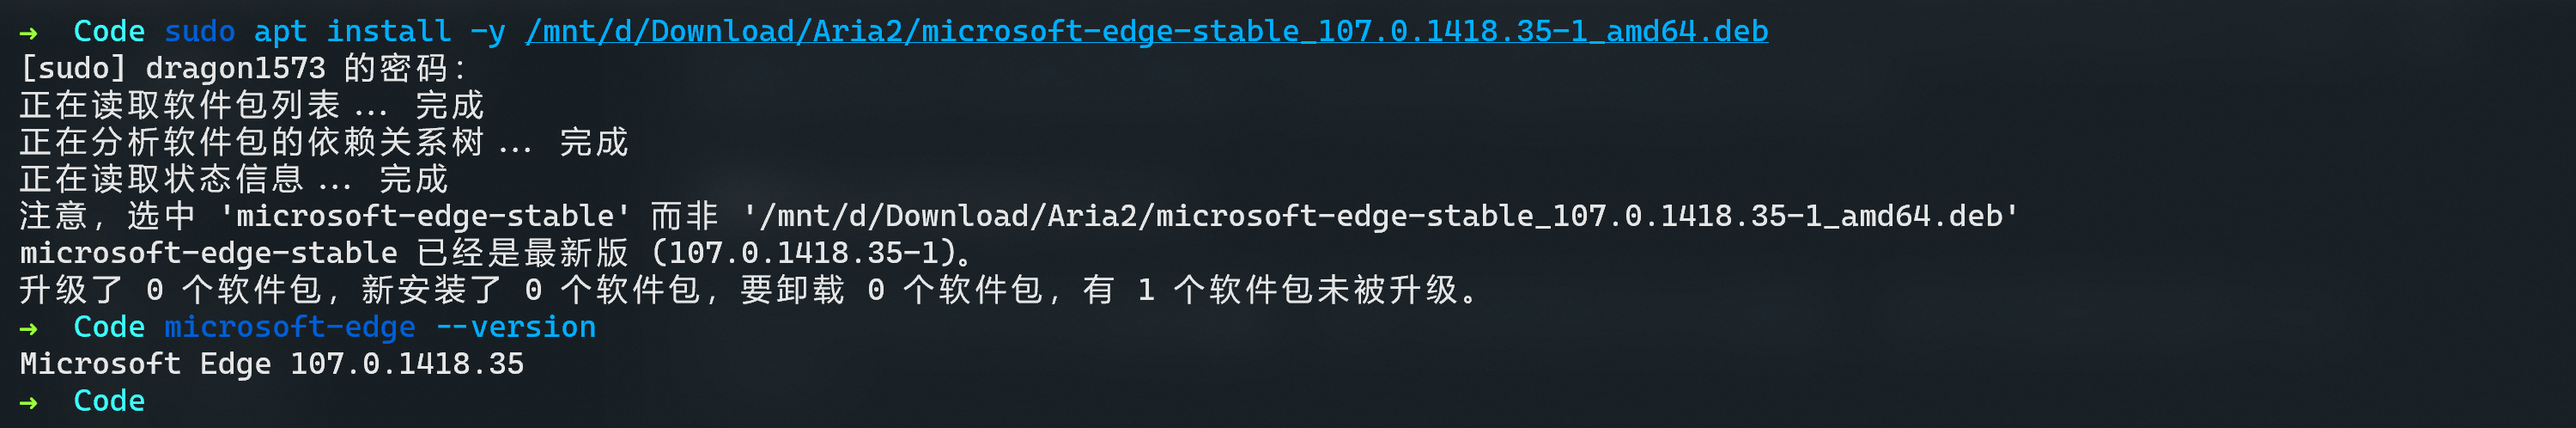 → Code sudo apt install -y /mnt/d/Download/Aria2/microsoft-edge-stable_107.0.1418.35-1_amd64.deb
[sudo] dragon1573 的密码：
正在读取软件包列表... 完成
正在分析软件包的依赖关系树... 完成
正在读取状态信息... 完成
注意，选中 'microsoft-edge-stable' 而非 '/mnt/d/Download/Aria2/microsoft-edge-stable_107.0.1418.35-1_amd64.deb'
microsoft-edge-stable 已经是最新版 (107.0.1418.35-1)。
升级了 0 个软件包，新安装了 0 个软件包，要卸载 0 个软件包，有 1 个软件包未被升级。
→ Code microsoft-edge --version
Microsoft Edge 107.0.1418.35
→ Code